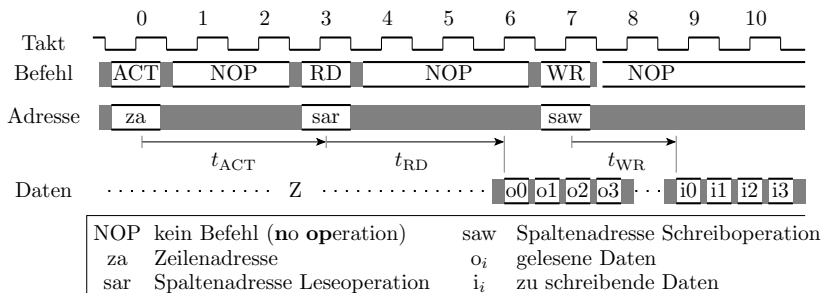 0 1 2 3 4 5 6 7 8 9 10
Takt
Befehl ACT NOP RD NOP WR NOP
Adresse za sar saw
t_ACT t_RD t_WR
Daten Z o0 o1 o2 o3 i0 i1 i2 i3
NOP kein Befehl (no operation) saw Spaltenadresse Schreiboperation
za Zeilenadresse o_i gelesene Daten
sar Spaltenadresse Leseoperation i_i zu schreibende Daten